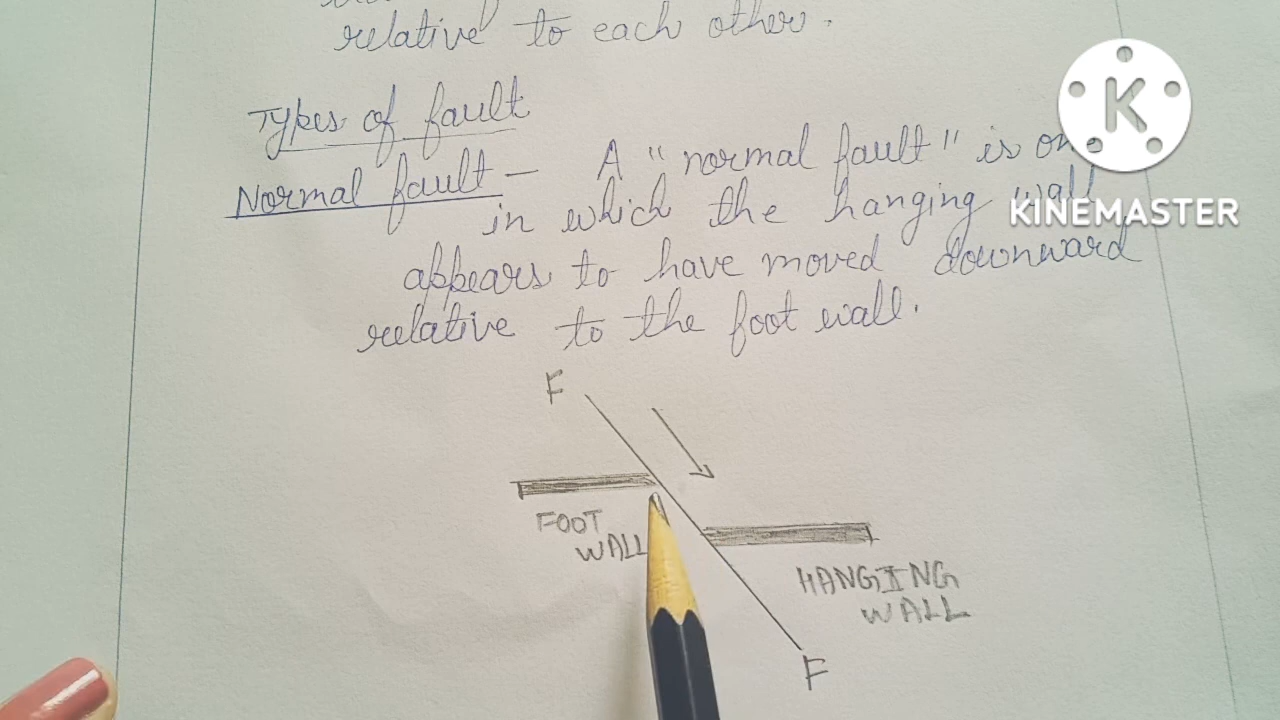 relative to each other.
Types of fault
Normal fault - A "normal fault" is one
in which the hanging wall
appears to have moved downward
relative to the foot wall.
F
FOOT
WALL
HANGING
WALL
F
K
KINEMASTER